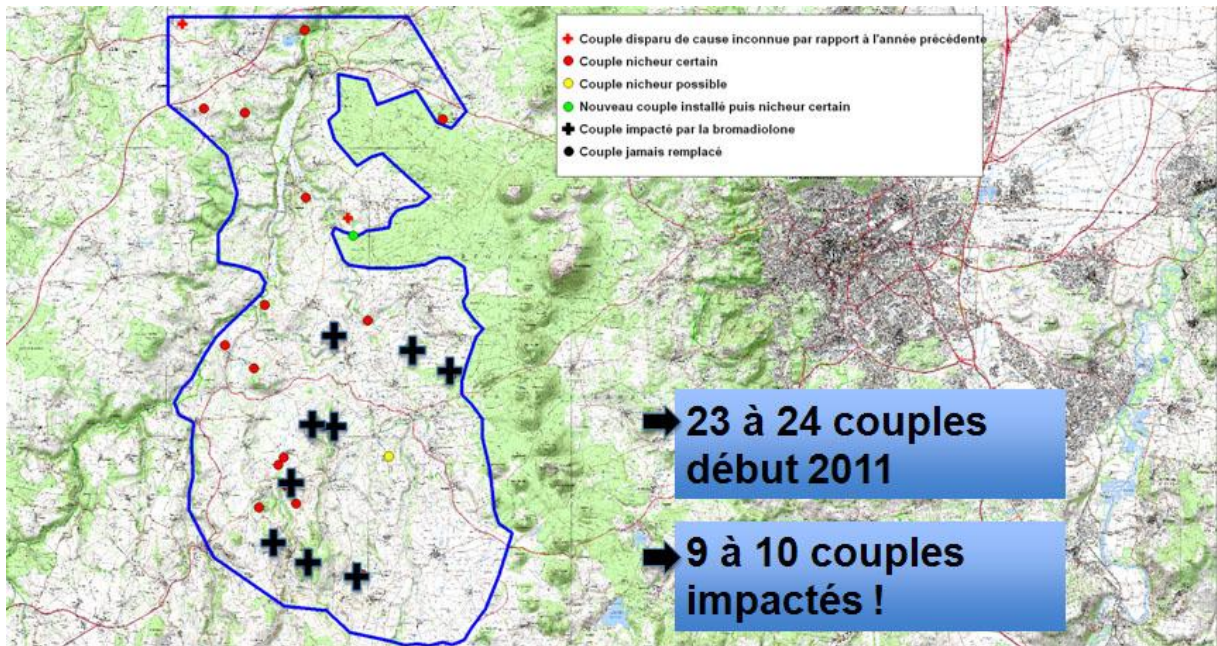 Couple disparu de cause inconnue par rapport à l'année précédente
Couple nicheur certain
Couple nicheur possible
Nouveau couple installé puis nicheur certain
Couple impacté par la bromadiolone
Couple jamais remplacé
23 à 24 couples
début 2011
9 à 10 couples
impactés !